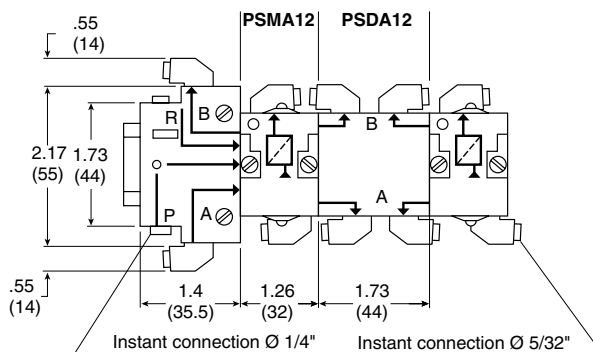 PSMA12 PSDA12
.55
(14)
R B B
2.17 1.73
(55) (44)
P A A
.55
(14)
1.4 1.26 1.73
(35.5) (32) (44)
Instant connection Ø 1/4" Instant connection Ø 5/32"